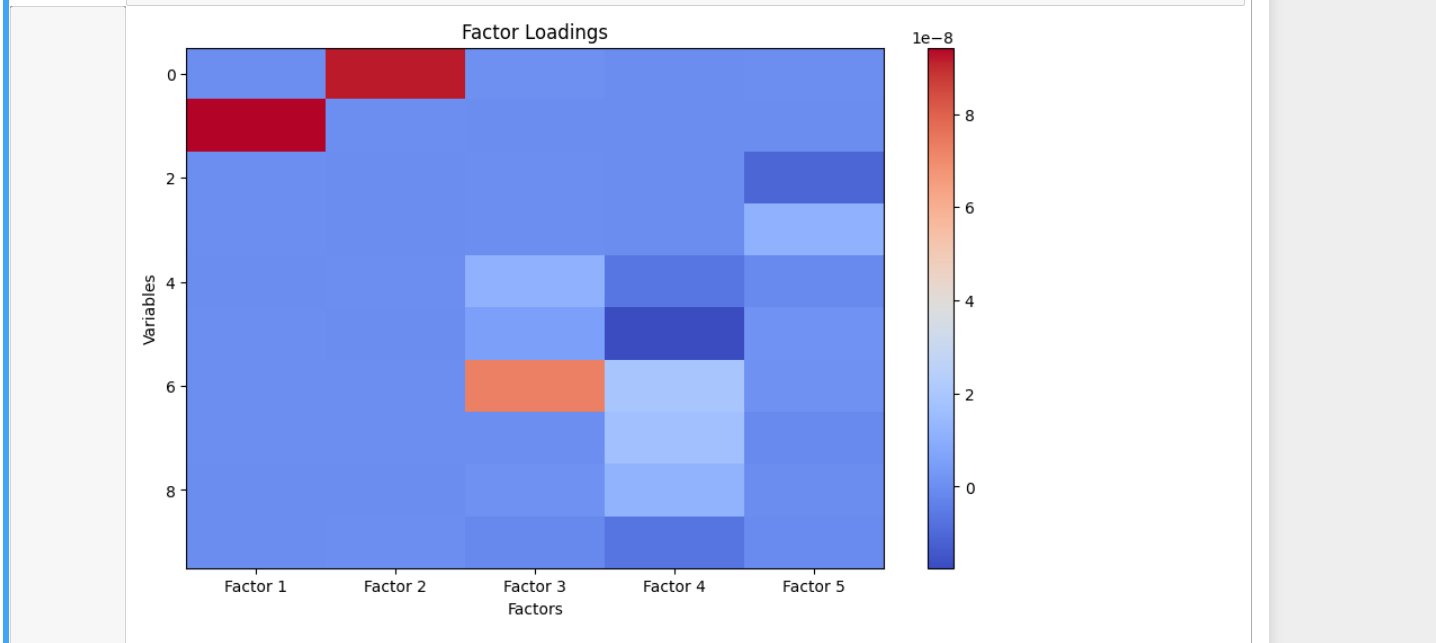 Factor Loadings
1e−8
0
2
4
6
8
Variables
8
6
4
2
0
Factor 1 Factor 2 Factor 3 Factor 4 Factor 5
Factors